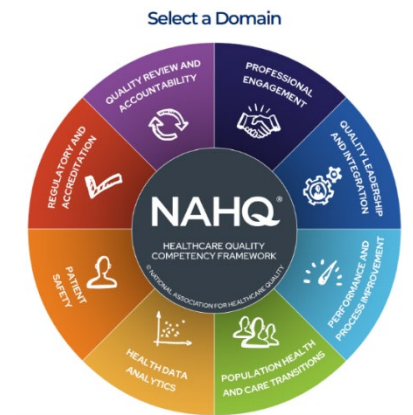 Select a Domain
PROFESSIONAL
ENGAGEMENT
QUALITY LEADERSHIP
AND INTEGRATION
PERFORMANCE AND
PROCESS IMPROVEMENT
POPULATION HEALTH
AND CARE TRANSITIONS
HEALTH DATA
ANALYTICS
PATIENT
SAFETY
REGULATORY AND
ACCREDITATION
QUALITY REVIEW AND
ACCOUNTABILITY
NAHQ®
HEALTHCARE QUALITY
COMPETENCY FRAMEWORK
© NATIONAL ASSOCIATION FOR HEALTHCARE QUALITY